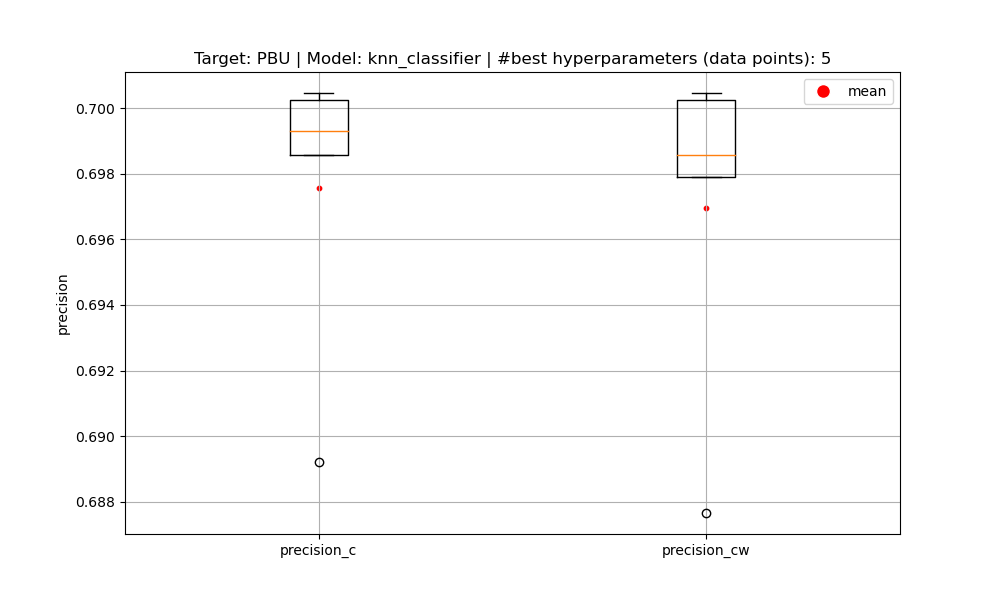 Target: PBU | Model: knn_classifier | #best hyperparameters (data points): 5
mean
0.700
0.698
0.696
0.694
0.692
0.690
0.688
precision
precision_c
precision_cw